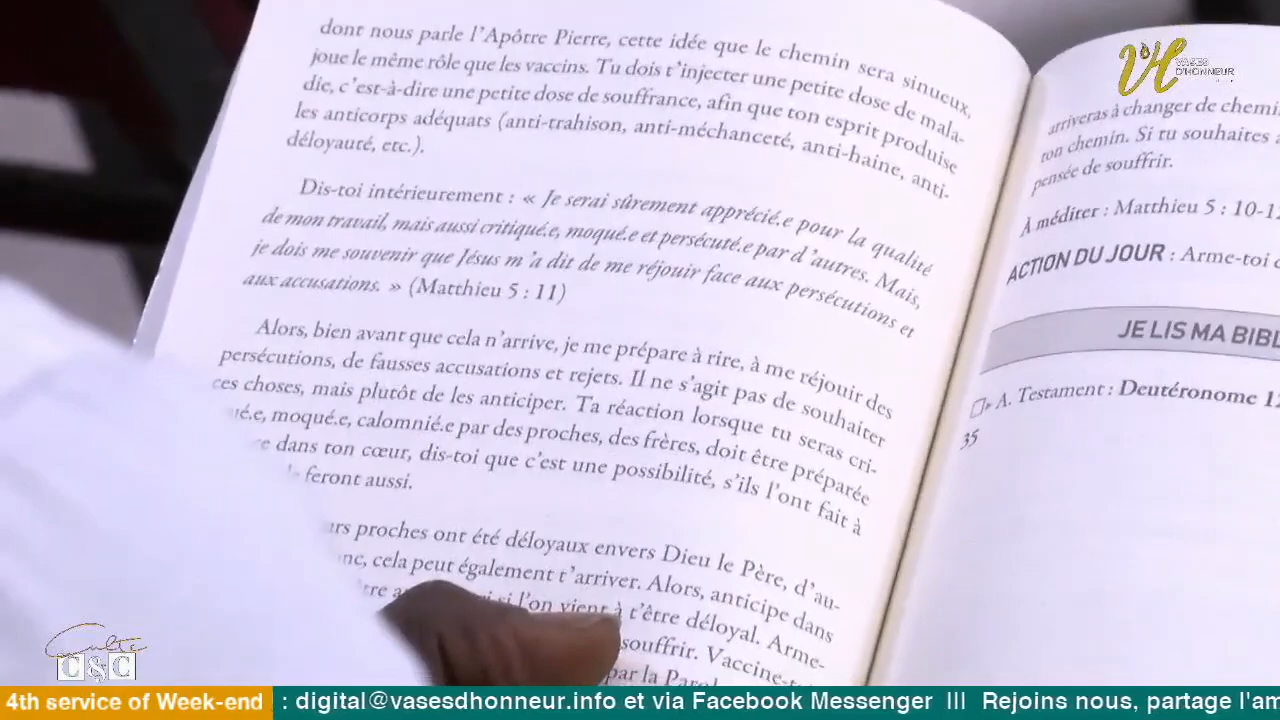 dont nous parle l'Apôtre Pierre, cette idée que le chemin sera sinueux,
joue le même rôle que les vaccins. Tu dois t'injecter une petite dose de mala-
die, c'est-à-dire une petite dose de souffrance, afin que ton esprit produise
les anticorps adéquats (anti-trahison, anti-méchanceté, anti-haine, anti-
déloyauté, etc.).
Dis-toi intérieurement : « Je serai sûrement apprécié.e pour la qualité
de mon travail, mais aussi critiqué.e, moqué.e et persécuté.e par d'autres. Mais,
je dois me souvenir que Jésus m'a dit de me réjouir face aux persécutions et
aux accusations. » (Matthieu 5 : 11)
Alors, bien avant que cela n'arrive, je me prépare à rire, à me réjouir des
persécutions, de fausses accusations et rejets. Il ne s'agit pas de souhaiter
ces choses, mais plutôt de les anticiper. Ta réaction lorsque tu seras cri-
moqué.e, calomnié.e par des proches, des frères, doit être préparée
dans ton cœur, dis-toi que c'est une possibilité, s'ils l'ont fait à
feront aussi.
proches ont été déloyaux envers Dieu le Père, d'au-
cela peut également t'arriver. Alors, anticipe dans
si l'on vient à t'être déloyal. Arme-
souffrir. Vaccine-
par la
arriveras à changer de chemi
ton chemin. Si tu souhaites
pensée de souffrir.
À méditer : Matthieu 5 : 10-1
ACTION DU JOUR : Arme-toi
JE LIS MA BIBL
A. Testament : Deutéronome 12
35
VH VASES D'HONNEUR
Culte
C&C
4th service of Week-end : digital@vasesdhonneur.info et via Facebook Messenger III Rejoins nous, partage l'am